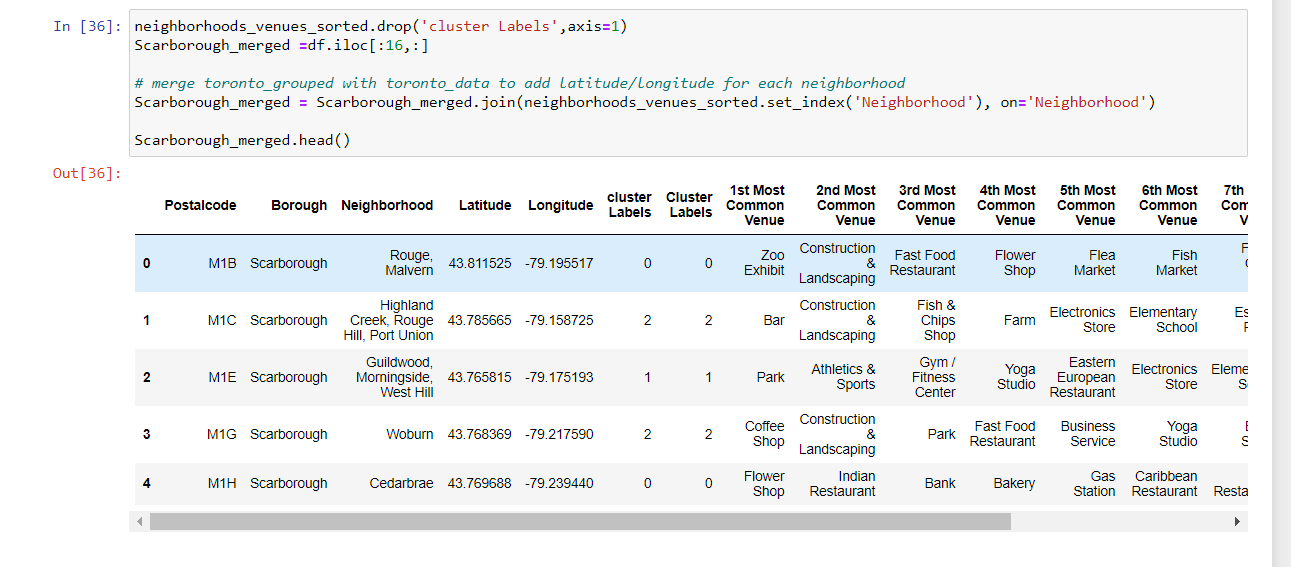 In [36]: neighborhoods_venues_sorted.drop('cluster Labels',axis=1)
Scarborough_merged =df.iloc[:16,:]
# merge toronto_grouped with toronto_data to add latitude/longitude for each neighborhood
Scarborough_merged = Scarborough_merged.join(neighborhoods_venues_sorted.set_index('Neighborhood'), on='Neighborhood')
Scarborough_merged.head()
Out[36]:
Postalcode Borough Neighborhood Latitude Longitude cluster Labels Cluster Labels 1st Most Common Venue 2nd Most Common Venue 3rd Most Common Venue 4th Most Common Venue 5th Most Common Venue 6th Most Common Venue 7th
0 M1B Scarborough Rouge, Malvern 43.811525 -79.195517 0 0 Zoo Exhibit Construction & Landscaping Fast Food Restaurant Flower Shop Flea Market Fish Market
1 M1C Scarborough Highland Creek, Rouge Hill, Port Union 43.785665 -79.158725 2 2 Bar Construction & Landscaping Fish & Chips Shop Farm Electronics Store Elementary School
2 M1E Scarborough Guildwood, Morningside, West Hill 43.765815 -79.175193 1 1 Park Athletics & Sports Gym / Fitness Center Yoga Studio Eastern European Restaurant Electronics Store
3 M1G Scarborough Woburn 43.768369 -79.217590 2 2 Coffee Shop Construction & Landscaping Park Fast Food Restaurant Business Service Yoga Studio
4 M1H Scarborough Cedarbrae 43.769688 -79.239440 0 0 Flower Shop Indian Restaurant Bank Bakery Gas Station Caribbean Restaurant